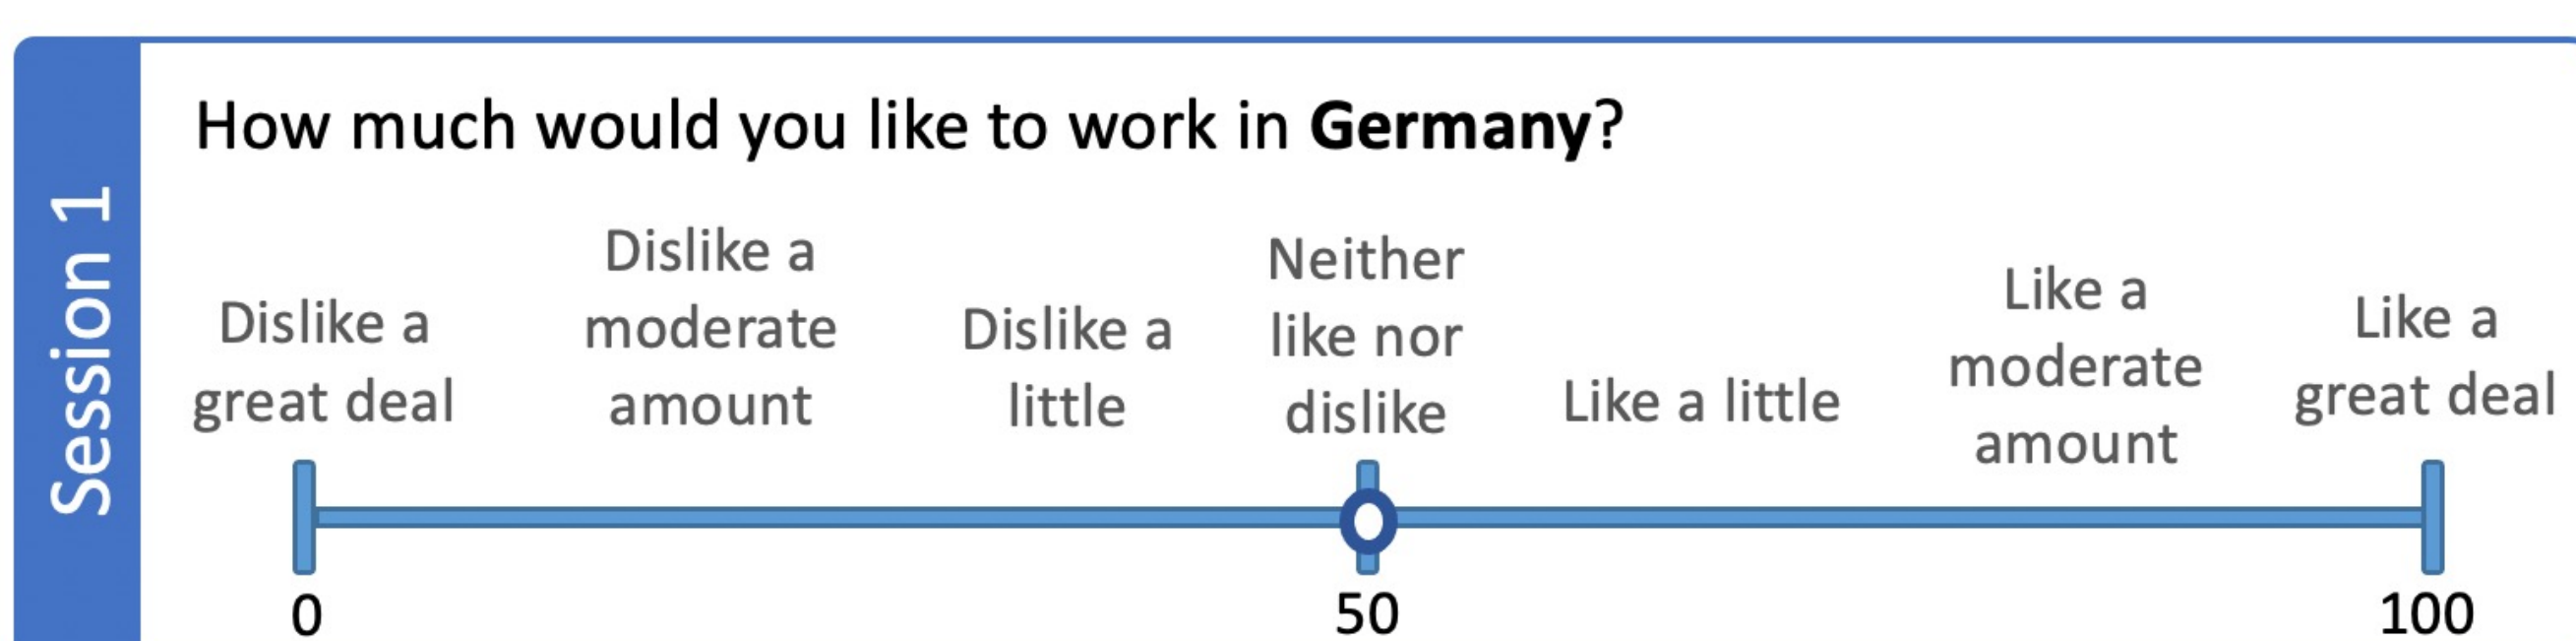 Session 1
How much would you like to work in Germany?
Dislike a
great deal
Dislike a
moderate
amount
Dislike a
little
Neither
like nor
dislike
Like a little
Like a
moderate
amount
Like a
great deal
0
50
100